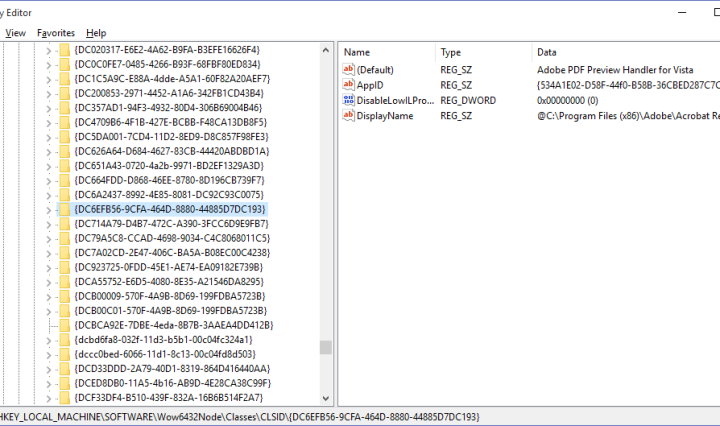 y Editor
View Favorites Help
{DC020317-E6E2-4A62-B9FA-B3EFE16626F4}
{DC0C0FE7-0485-4266-B93F-68FBF80ED834}
{DC1C5A9C-E88A-4dde-A5A1-60F82A20AEF7}
{DC200853-2971-4452-A1A6-342FB1CD43B4}
{DC357AD1-94F3-4932-80D4-306B69004B46}
{DC4709B6-4F1B-427E-BCBB-F48CA13DB8F5}
{DC5DA001-7CD4-11D2-8ED9-D8C857F98FE3}
{DC626A64-D684-4627-83CB-44420ABDBD1A}
{DC651A43-0720-4a2b-9971-BD2EF1329A3D}
{DC664FDD-D868-46EE-8780-8D196CB739F7}
{DC6A2437-8992-4E85-8081-DC92C93C0075}
{DC6EFB56-9CFA-464D-8880-44885D7DC193}
{DC714A79-D4B7-472C-A390-3FCC6D9E9FB7}
{DC79A5C8-CCAD-4698-9034-C4C8068011C5}
{DC7A02CD-2E47-406C-BA5A-B08EC00C4238}
{DC923725-0FDD-45E1-AE74-EA09182E739B}
{DCA55752-E6D5-4080-8E35-A21546DA8295}
{DCB00009-570F-4A9B-8D69-199FDBA5723B}
{DCB00C01-570F-4A9B-8D69-199FDBA5723B}
{DCBCA92E-7DBE-4eda-8B7B-3AAEA4DD412B}
{dcbd6fa8-032f-11d3-b5b1-00c04fc324a1}
{dccc0bed-6066-11d1-8c13-00c04fd8d503}
{DCD33DDD-2A79-40D1-8319-864D416440AA}
{DCED8DB0-11A5-4b16-AB9D-4E28CA38C99F}
{DCF33DF4-B510-439F-832A-16B6B514F2A7}
Name Type Data
(Default) REG_SZ Adobe PDF Preview Handler for Vista
AppID REG_SZ {534A1E02-D58F-44f0-B58B-36CBED287C7C
DisableLowILPro... REG_DWORD 0x00000000 (0)
DisplayName REG_SZ @C:\Program Files (x86)\Adobe\Acrobat Re
HKEY_LOCAL_MACHINE\SOFTWARE\Wow6432Node\Classes\CLSID\{DC6EFB56-9CFA-464D-8880-44885D7DC193}